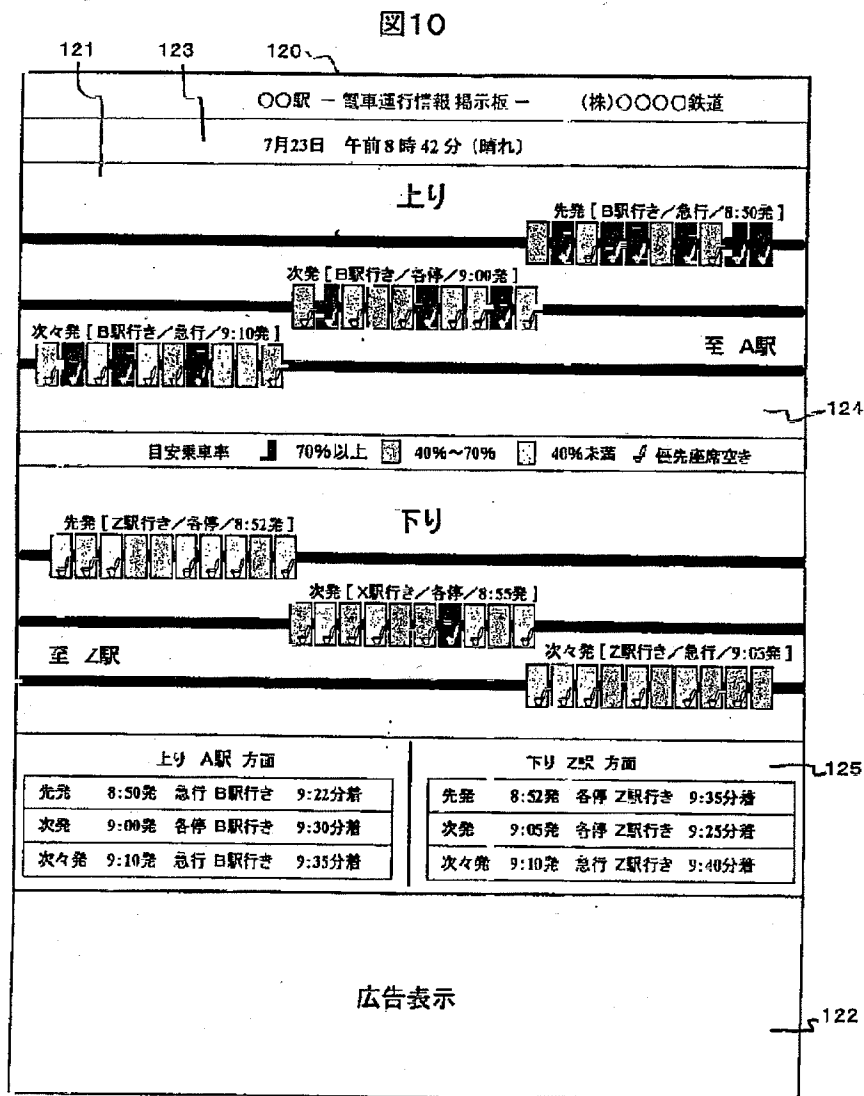 図10
121 123 120
○○駅 － 電車運行情報 掲示板 － (株)○○○○鉄道
7月23日 午前8時42分（晴れ）
上り
先発［B駅行き／急行／8:50発］
次発［B駅行き／各停／9:00発］
次々発［B駅行き／急行／9:10発］
至 A駅
124
目安乗車率 70%以上 40%～70% 40%未満 優先座席空き
下り
先発［Z駅行き／各停／8:52発］
次発［X駅行き／各停／8:55発］
至 Z駅
次々発［Z駅行き／急行／9:05発］
上り A駅 方面
先発 8:50発 急行 B駅行き 9:22分着
次発 9:00発 各停 B駅行き 9:30分着
次々発 9:10発 急行 B駅行き 9:35分着
下り Z駅 方面
125
先発 8:52発 各停 Z駅行き 9:35分着
次発 9:05発 各停 Z駅行き 9:25分着
次々発 9:10発 急行 Z駅行き 9:40分着
広告表示
122